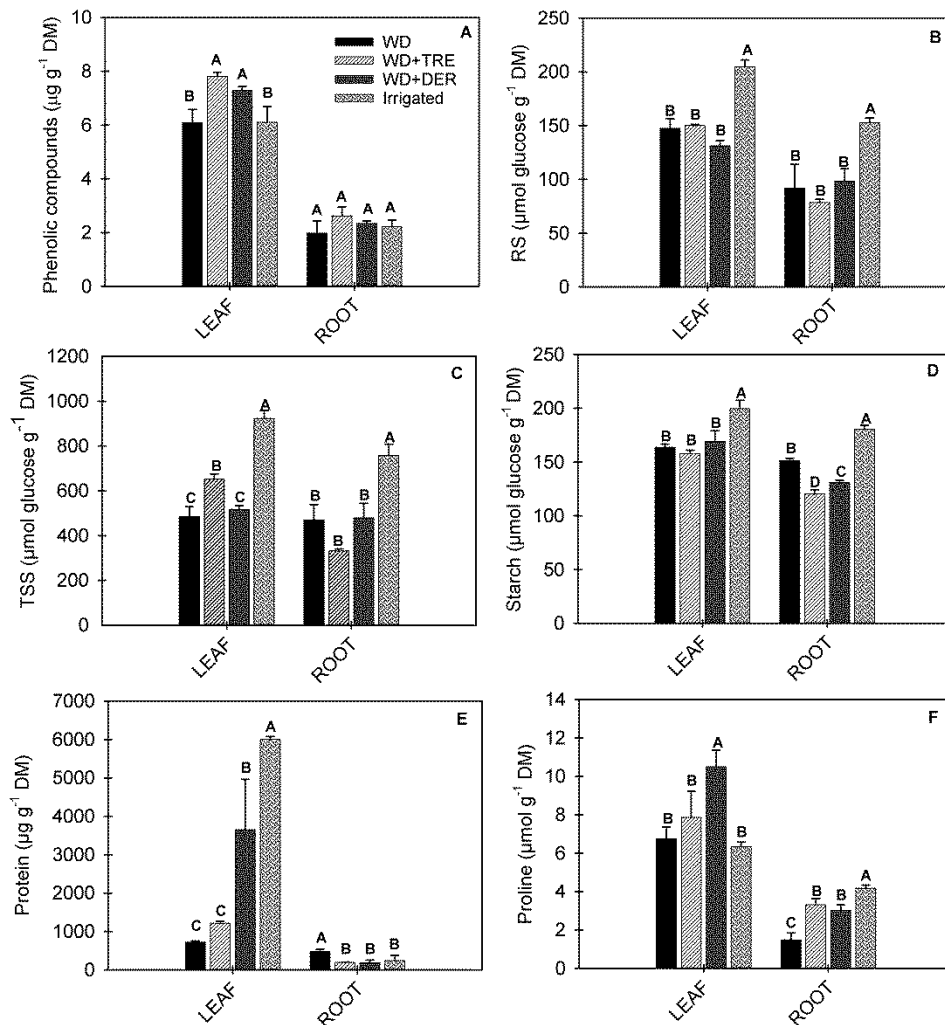 A
WD
WD+TRE
WD+DER
Irrigated
Phenolic compounds (µg g⁻¹ DM)
10
8
6
4
2
0
B A A B
A A A A
LEAF ROOT
B
RS (µmol glucose g⁻¹ DM)
250
200
150
100
50
0
B B B A
B B B A
LEAF ROOT
C
TSS (µmol glucose g⁻¹ DM)
1200
1000
800
600
400
200
0
C B C A
B B B A
LEAF ROOT
D
Starch (µmol glucose g⁻¹ DM)
250
200
150
100
50
0
B B B A
B D C A
LEAF ROOT
E
Protein (µg g⁻¹ DM)
7000
6000
5000
4000
3000
2000
1000
0
C C B A
A B B B
LEAF ROOT
F
Proline (µmol g⁻¹ DM)
14
12
10
8
6
4
2
0
B B A B
C B B A
LEAF ROOT